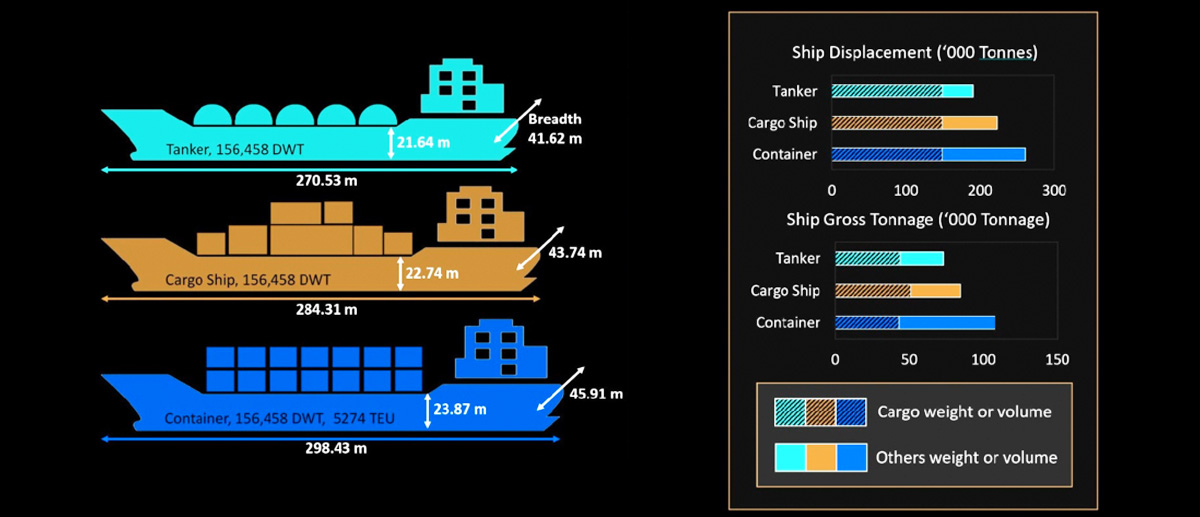 Tanker, 156,458 DWT
21.64 m
Breadth
41.62 m
270.53 m
Cargo Ship, 156,458 DWT
22.74 m
43.74 m
284.31 m
Container, 156,458 DWT, 5274 TEU
23.87 m
45.91 m
298.43 m
Ship Displacement (‘000 Tonnes)
Tanker
Cargo Ship
Container
0 100 200 300
Ship Gross Tonnage (‘000 Tonnage)
Tanker
Cargo Ship
Container
0 50 100 150
Cargo weight or volume
Others weight or volume